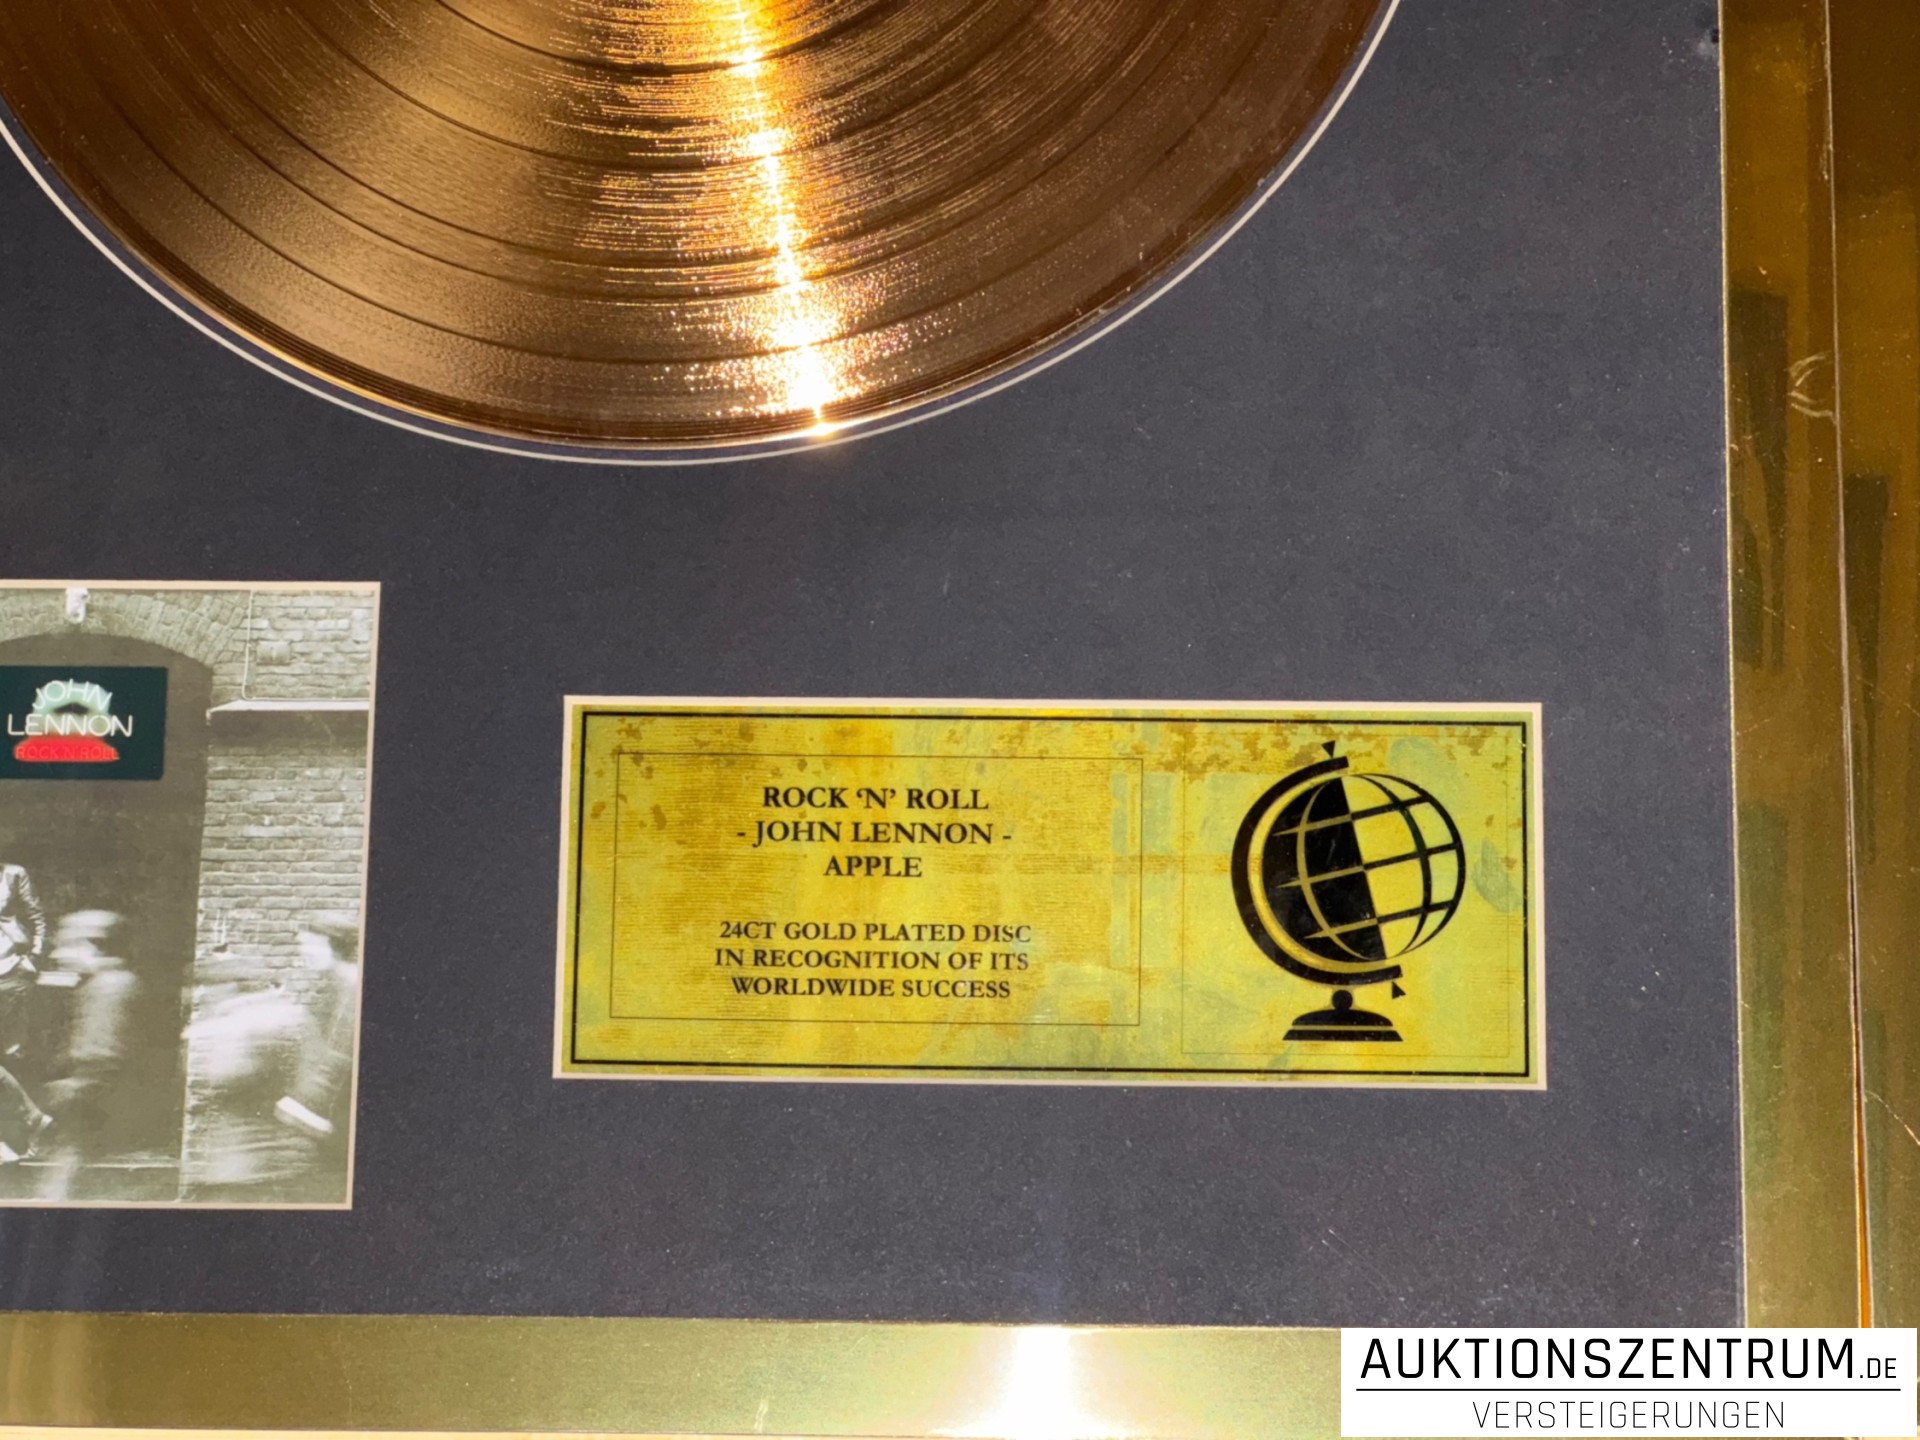 JOHN
LENNON
ROCK 'N' ROLL
ROCK ‘N’ ROLL
- JOHN LENNON -
APPLE
24CT GOLD PLATED DISC
IN RECOGNITION OF ITS
WORLDWIDE SUCCESS
AUKTIONSZENTRUM.DE
VERSTEIGERUNGEN